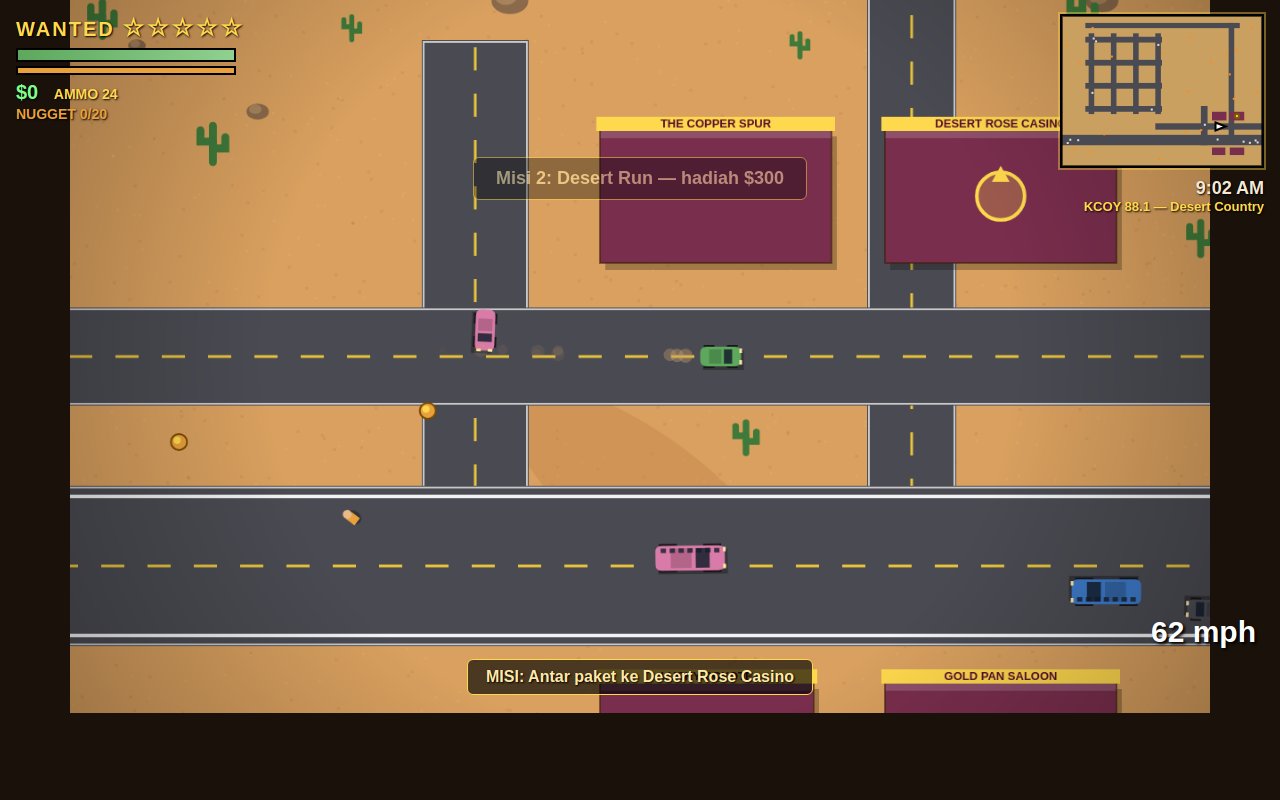 WANTED ☆☆☆☆☆
$0 AMMO 24
NUGGET 0/20
THE COPPER SPUR
DESERT ROSE CASINO
Misi 2: Desert Run — hadiah $300
9:02 AM
KCOY 88.1 — Desert Country
62 mph
MISI: Antar paket ke Desert Rose Casino
GOLD PAN SALOON